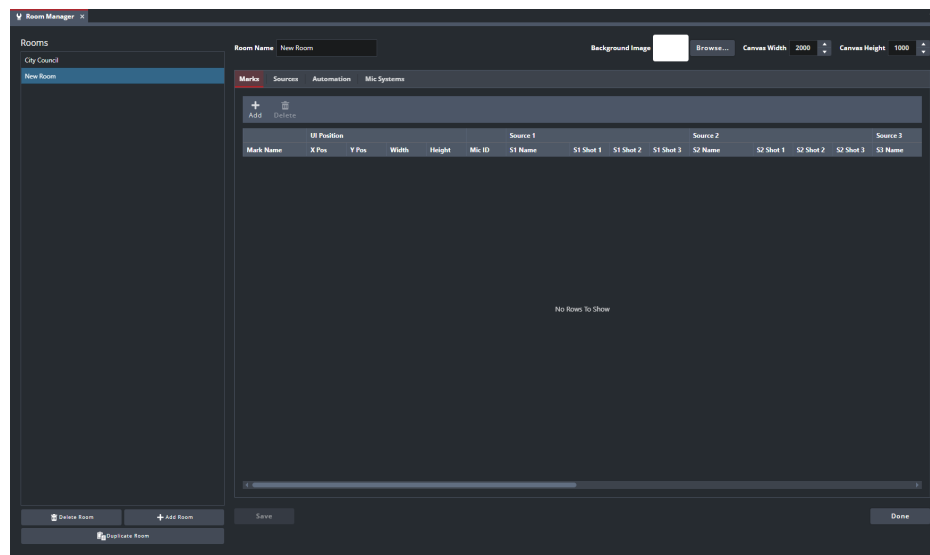 Room Manager ×
Rooms
City Council
New Room
Room Name New Room Background Image Browse... Canvas Width 2000 Canvas Height 1000
Marks Sources Automation Mic Systems
Add Delete
UI Position Source 1 Source 2 Source 3
Mark Name X Pos Y Pos Width Height Mic ID S1 Name S1 Shot 1 S1 Shot 2 S1 Shot 3 S2 Name S2 Shot 1 S2 Shot 2 S2 Shot 3 S3 Name
No Rows To Show
Delete Room Add Room
Duplicate Room
Save Done